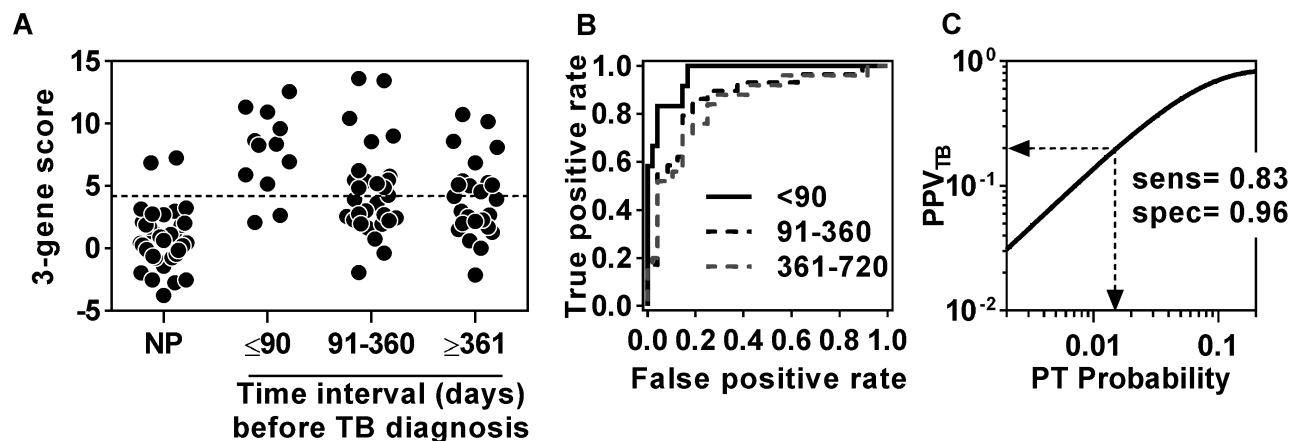 A
3-gene score
15
10
5
0
-5
NP
≤90
91-360
≥361
Time interval (days)
before TB diagnosis
B
True positive rate
1.0
0.8
0.6
0.4
0.2
0.0
<90
91-360
361-720
0.0 0.2 0.4 0.6 0.8 1.0
False positive rate
C
PPVTB
10⁰
10⁻¹
10⁻²
sens= 0.83
spec= 0.96
0.01
0.1
PT Probability